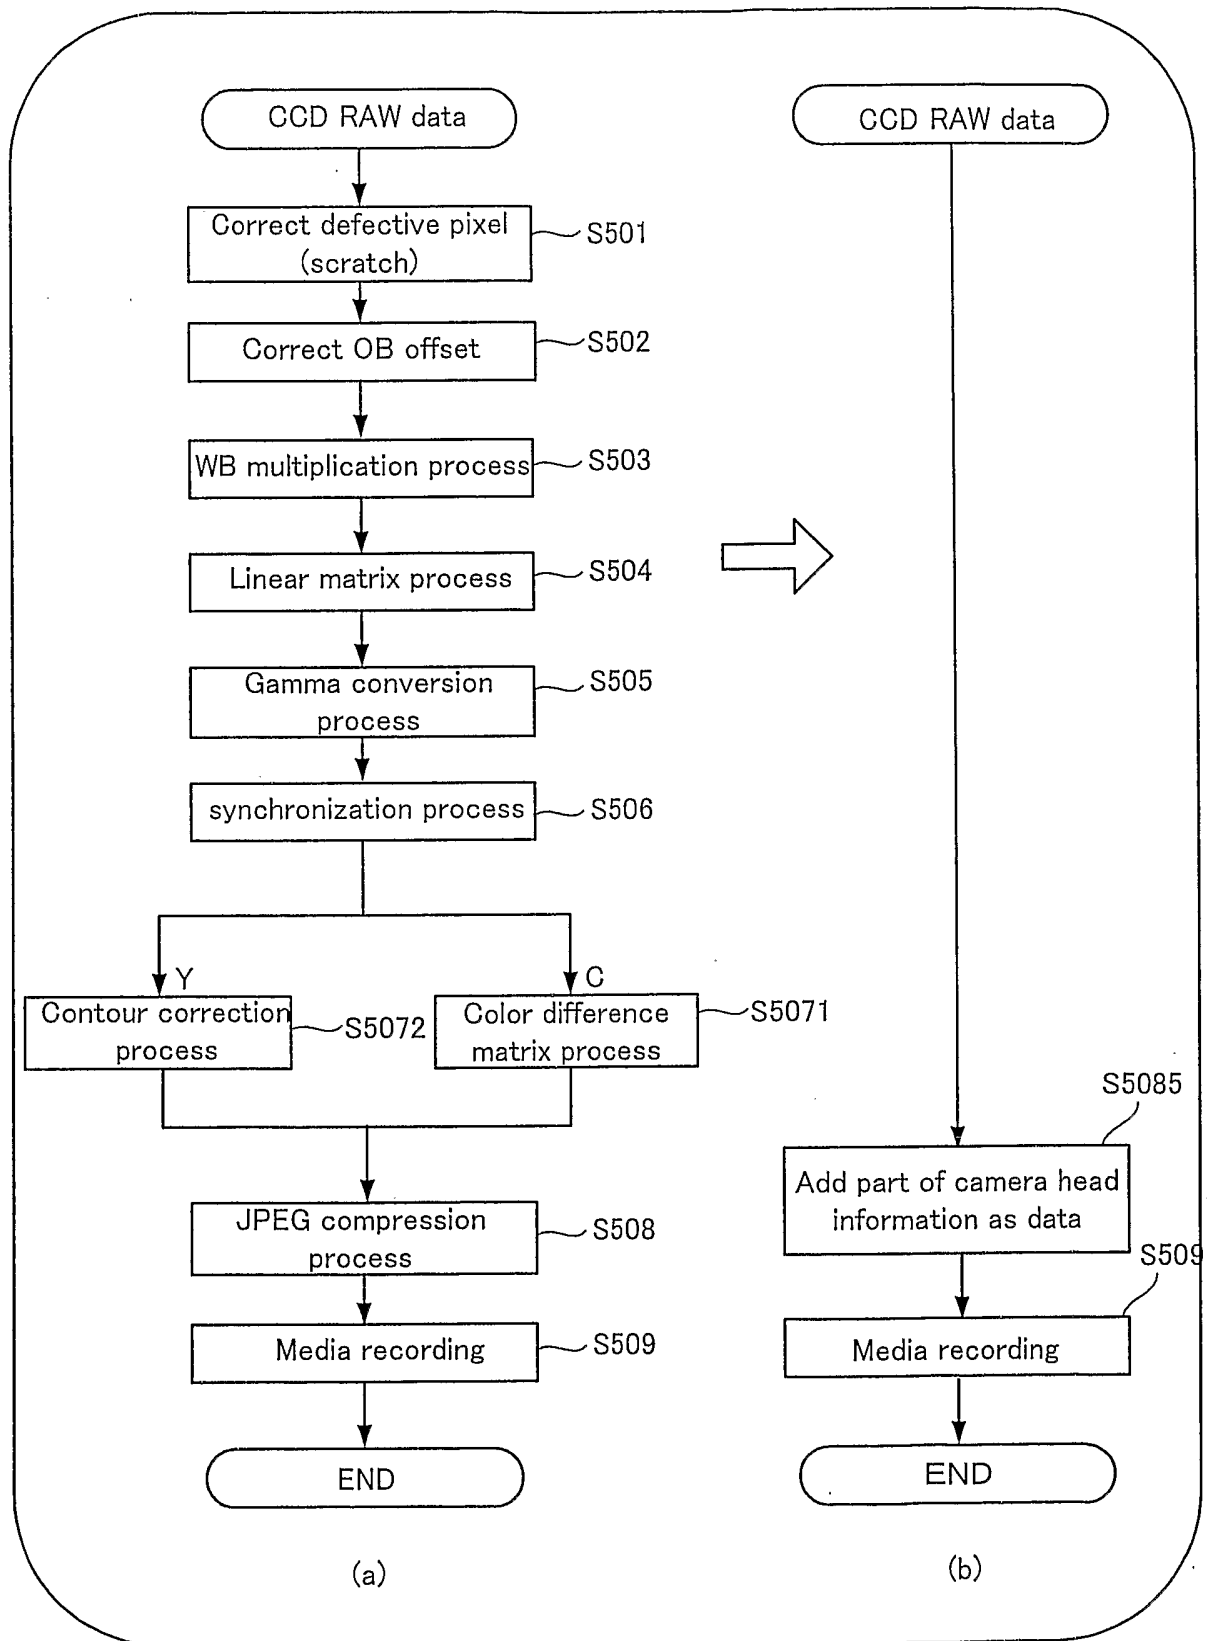 CCD RAW data
Correct defective pixel
(scratch)
S501
Correct OB offset
S502
WB multiplication process
S503
Linear matrix process
S504
Gamma conversion
process
S505
synchronization process
S506
Y
C
Contour correction
process
S5072
Color difference
matrix process
S5071
JPEG compression
process
S508
Media recording
S509
END
(a)
CCD RAW data
S5085
Add part of camera head
information as data
S509
Media recording
END
(b)